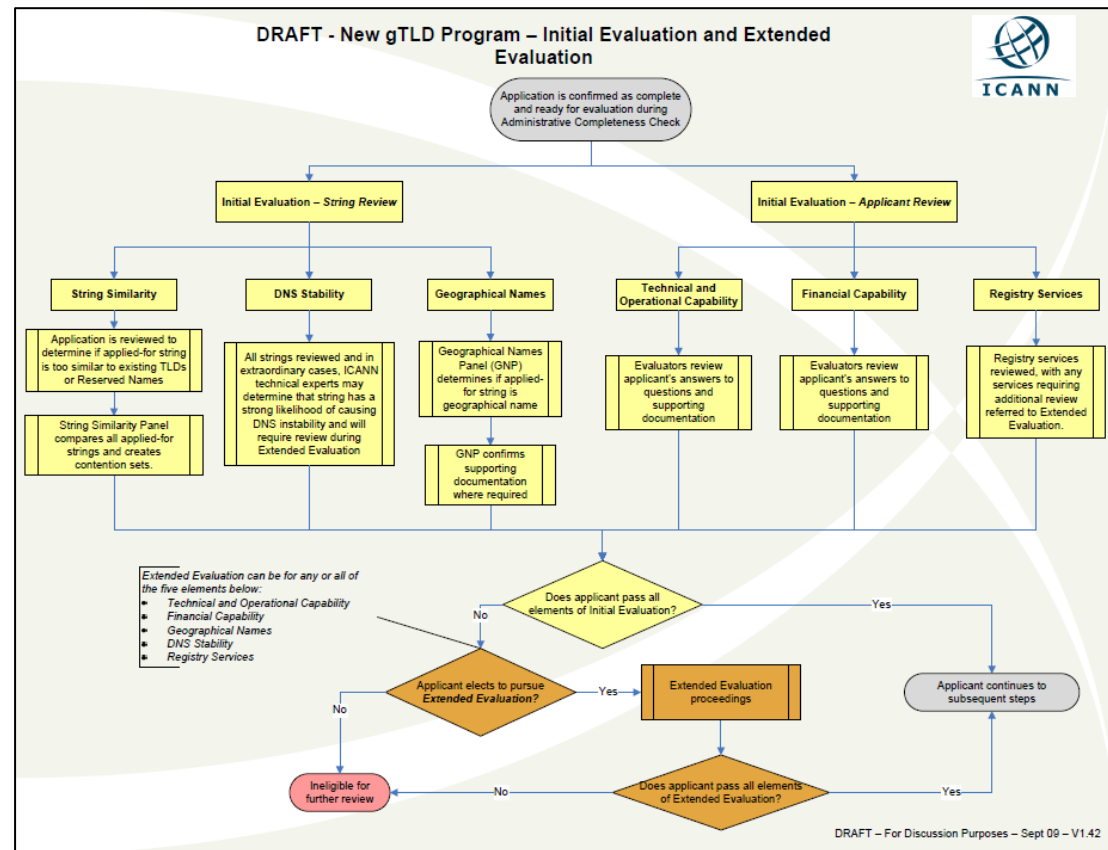 DRAFT - New gTLD Program – Initial Evaluation and Extended
Evaluation
ICANN
Application is confirmed as complete
and ready for evaluation during
Administrative Completeness Check
Initial Evaluation – String Review
Initial Evaluation – Applicant Review
String Similarity
DNS Stability
Geographical Names
Technical and
Operational Capability
Financial Capability
Registry Services
Application is reviewed to
determine if applied-for string
is too similar to existing TLDs
or Reserved Names
String Similarity Panel
compares all applied-for
strings and creates
contention sets.
All strings reviewed and in
extraordinary cases, ICANN
technical experts may
determine that string has a
strong likelihood of causing
DNS instability and will
require review during
Extended Evaluation
Geographical Names
Panel (GNP)
determines if applied-
for string is
geographical name
GNP confirms
supporting
documentation
where required
Evaluators review
applicant's answers to
questions and
supporting
documentation
Evaluators review
applicant's answers to
questions and
supporting
documentation
Registry services
reviewed, with any
services requiring
additional review
referred to Extended
Evaluation.
Extended Evaluation can be for any or all of
the five elements below:
Technical and Operational Capability
Financial Capability
Geographical Names
DNS Stability
Registry Services
Does applicant pass all
elements of Initial Evaluation?
No
Yes
Applicant elects to pursue
Extended Evaluation?
No
Yes
Extended Evaluation
proceedings
Applicant continues to
subsequent steps
Ineligible for
further review
No
Does applicant pass all elements
of Extended Evaluation?
Yes
DRAFT – For Discussion Purposes – Sept 09 – V1.42